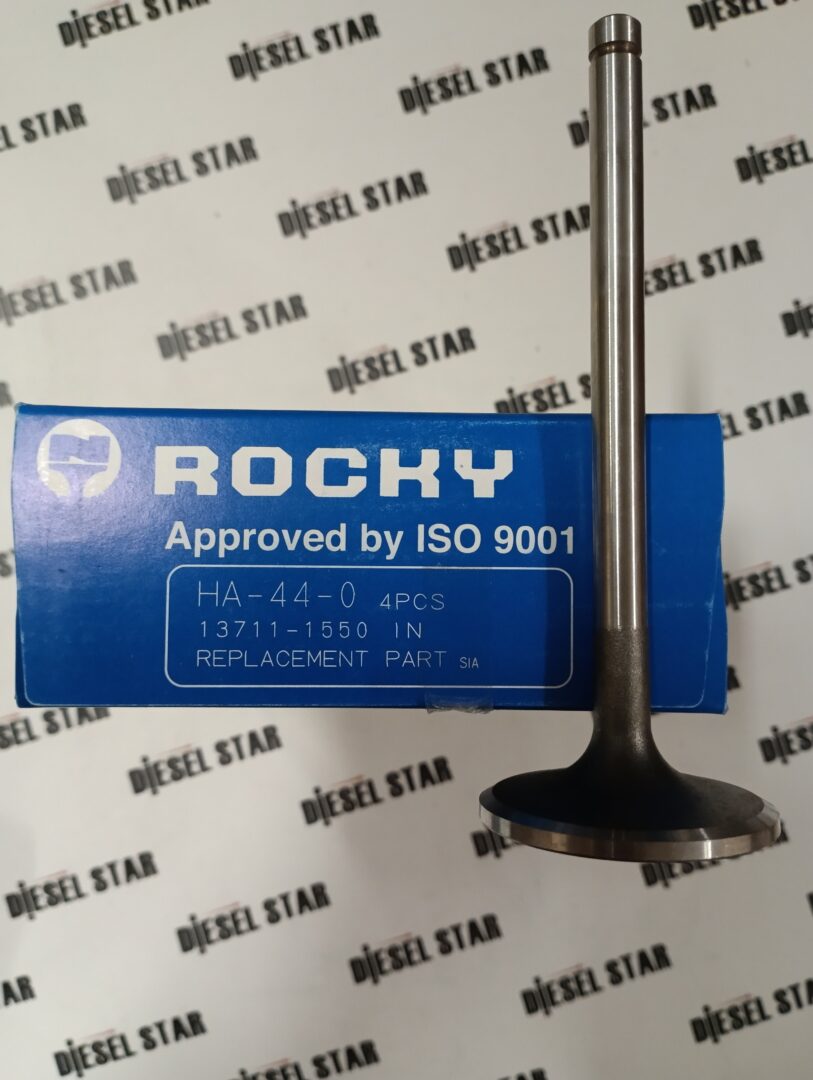 DIESEL STAR
ROCKY
Approved by ISO 9001
HA-44-0 4PCS
13711-1550 IN
REPLACEMENT PART SIA